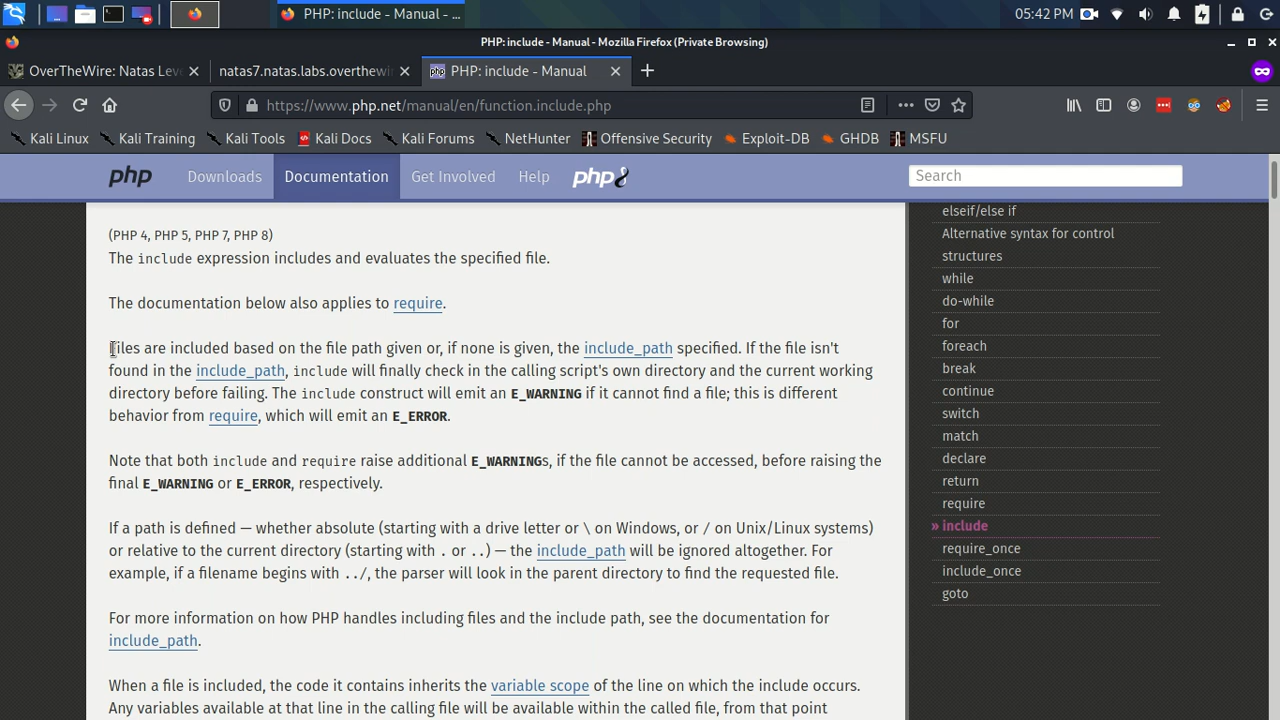 PHP: include - Manual - ...
05:42 PM
PHP: include - Manual - Mozilla Firefox (Private Browsing)
OverTheWire: Natas Lev
natas7.natas.labs.overthewi
php PHP: include - Manual
https://www.php.net/manual/en/function.include.php
Kali Linux Kali Training Kali Tools Kali Docs Kali Forums NetHunter Offensive Security Exploit-DB GHDB MSFU
php Downloads Documentation Get Involved Help php8 Search
(PHP 4, PHP 5, PHP 7, PHP 8)
The include expression includes and evaluates the specified file.
The documentation below also applies to require.
Files are included based on the file path given or, if none is given, the include_path specified. If the file isn't
found in the include_path, include will finally check in the calling script's own directory and the current working
directory before failing. The include construct will emit an E_WARNING if it cannot find a file; this is different
behavior from require, which will emit an E_ERROR.
Note that both include and require raise additional E_WARNINGs, if the file cannot be accessed, before raising the
final E_WARNING or E_ERROR, respectively.
If a path is defined — whether absolute (starting with a drive letter or \ on Windows, or / on Unix/Linux systems)
or relative to the current directory (starting with . or ..) — the include_path will be ignored altogether. For
example, if a filename begins with ../, the parser will look in the parent directory to find the requested file.
For more information on how PHP handles including files and the include path, see the documentation for
include_path.
When a file is included, the code it contains inherits the variable scope of the line on which the include occurs.
Any variables available at that line in the calling file will be available within the called file, from that point
elseif/else if
Alternative syntax for control
structures
while
do-while
for
foreach
break
continue
switch
match
declare
return
require
» include
require_once
include_once
goto